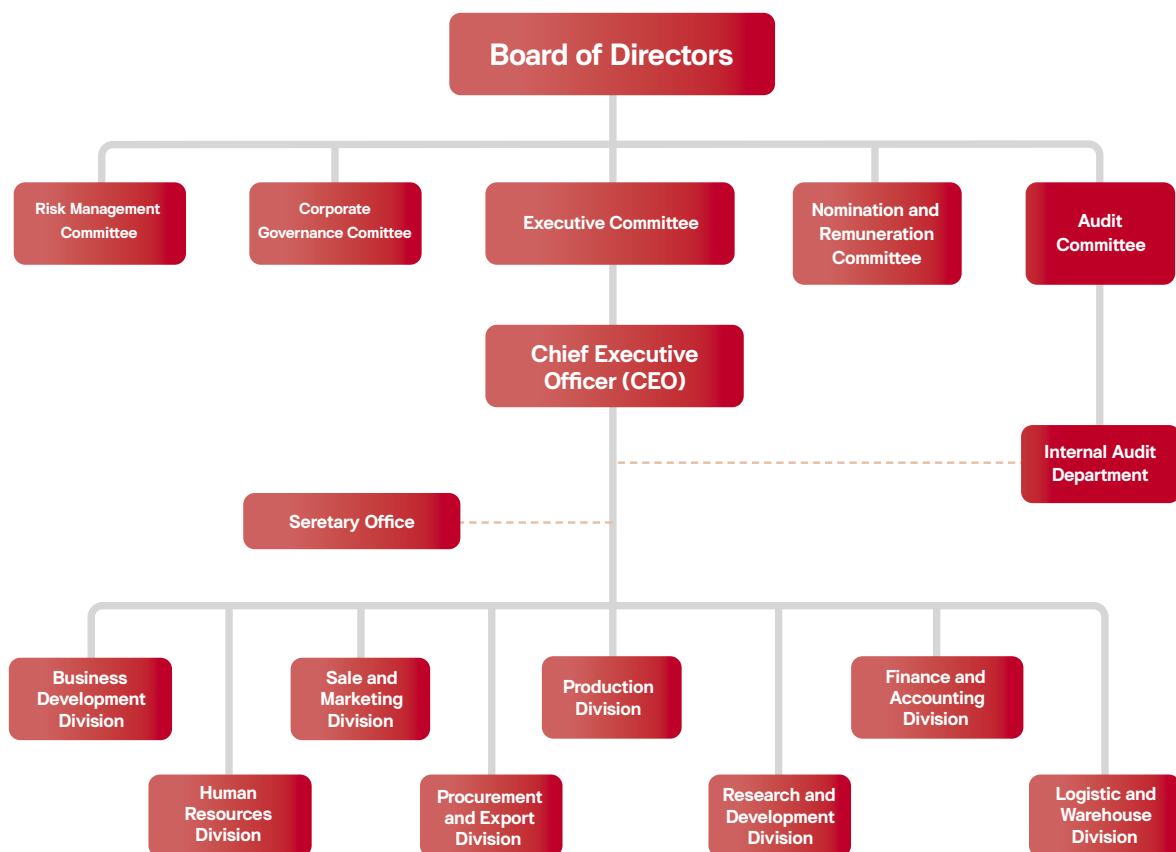 Board of Directors
Risk Management
Committee
Corporate
Governance Comittee
Executive Committee
Nomination and
Remuneration
Committee
Audit
Committee
Chief Executive
Officer (CEO)
Internal Audit
Department
Seretary Office
Business
Development
Division
Sale and
Marketing
Division
Production
Division
Finance and
Accounting
Division
Human
Resources
Division
Procurement
and Export
Division
Research and
Development
Division
Logistic and
Warehouse
Division